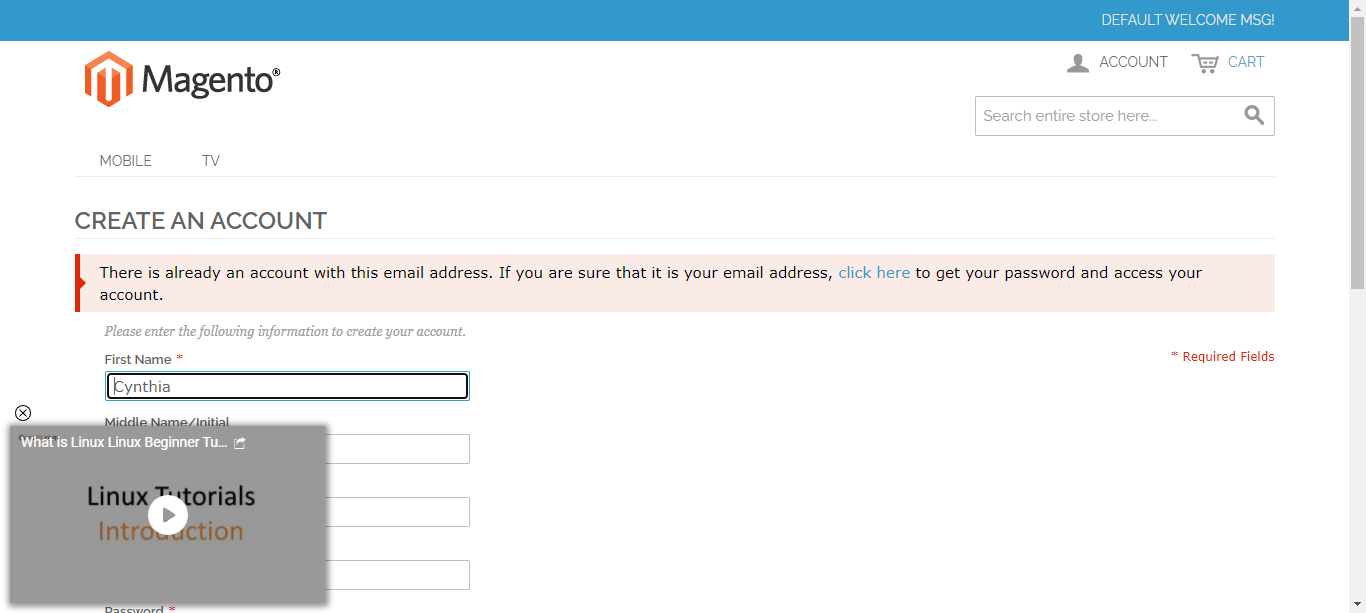 DEFAULT WELCOME MSG!
Magento®
ACCOUNT
CART
Search entire store here...
MOBILE
TV
CREATE AN ACCOUNT
There is already an account with this email address. If you are sure that it is your email address, click here to get your password and access your
account.
Please enter the following information to create your account.
First Name *
* Required Fields
Cynthia
Middle Name/Initial
What is Linux Linux Beginner Tu...
Linux Tutorials
Introduction
Password *